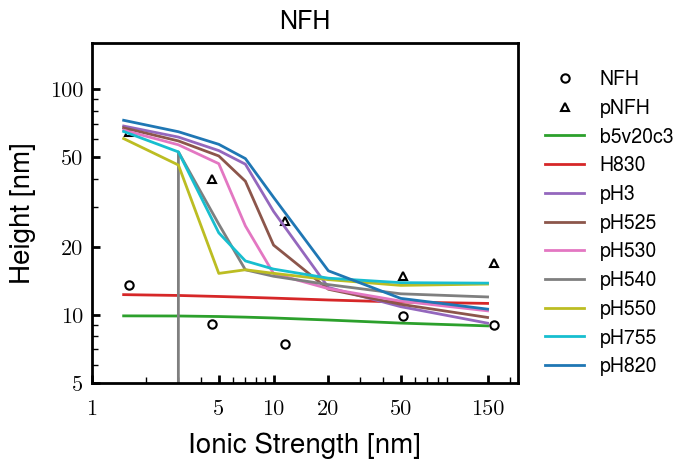 NFH
Height [nm]
100
50
20
10
5
1
5
10
20
50
150
Ionic Strength [nm]
NFH
pNFH
b5v20c3
H830
pH3
pH525
pH530
pH540
pH550
pH755
pH820